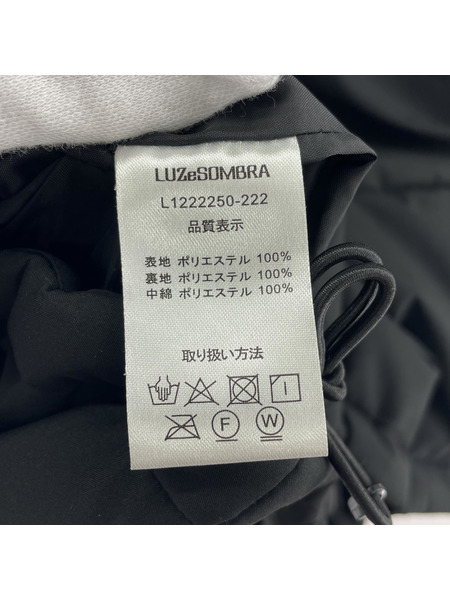 LUZeSOMBRA
L1222250-222
品質表示
表地 ポリエステル 100%
裏地 ポリエステル 100%
中綿 ポリエステル 100%
取り扱い方法
F W